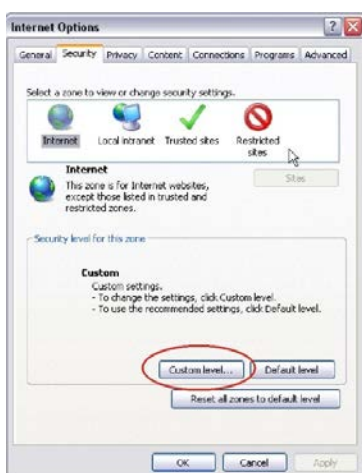 Internet Options
General Security Privacy Content Connections Programs Advanced
Select a zone to view or change security settings.
Internet Local intranet Trusted sites Restricted sites
Internet
Sites
This zone is for Internet websites,
except those listed in trusted and
restricted zones.
Security level for this zone
Custom
Custom settings.
- To change the settings, click Custom level.
- To use the recommended settings, click Default level.
Custom level... Default level
Reset all zones to default level
OK Cancel Apply